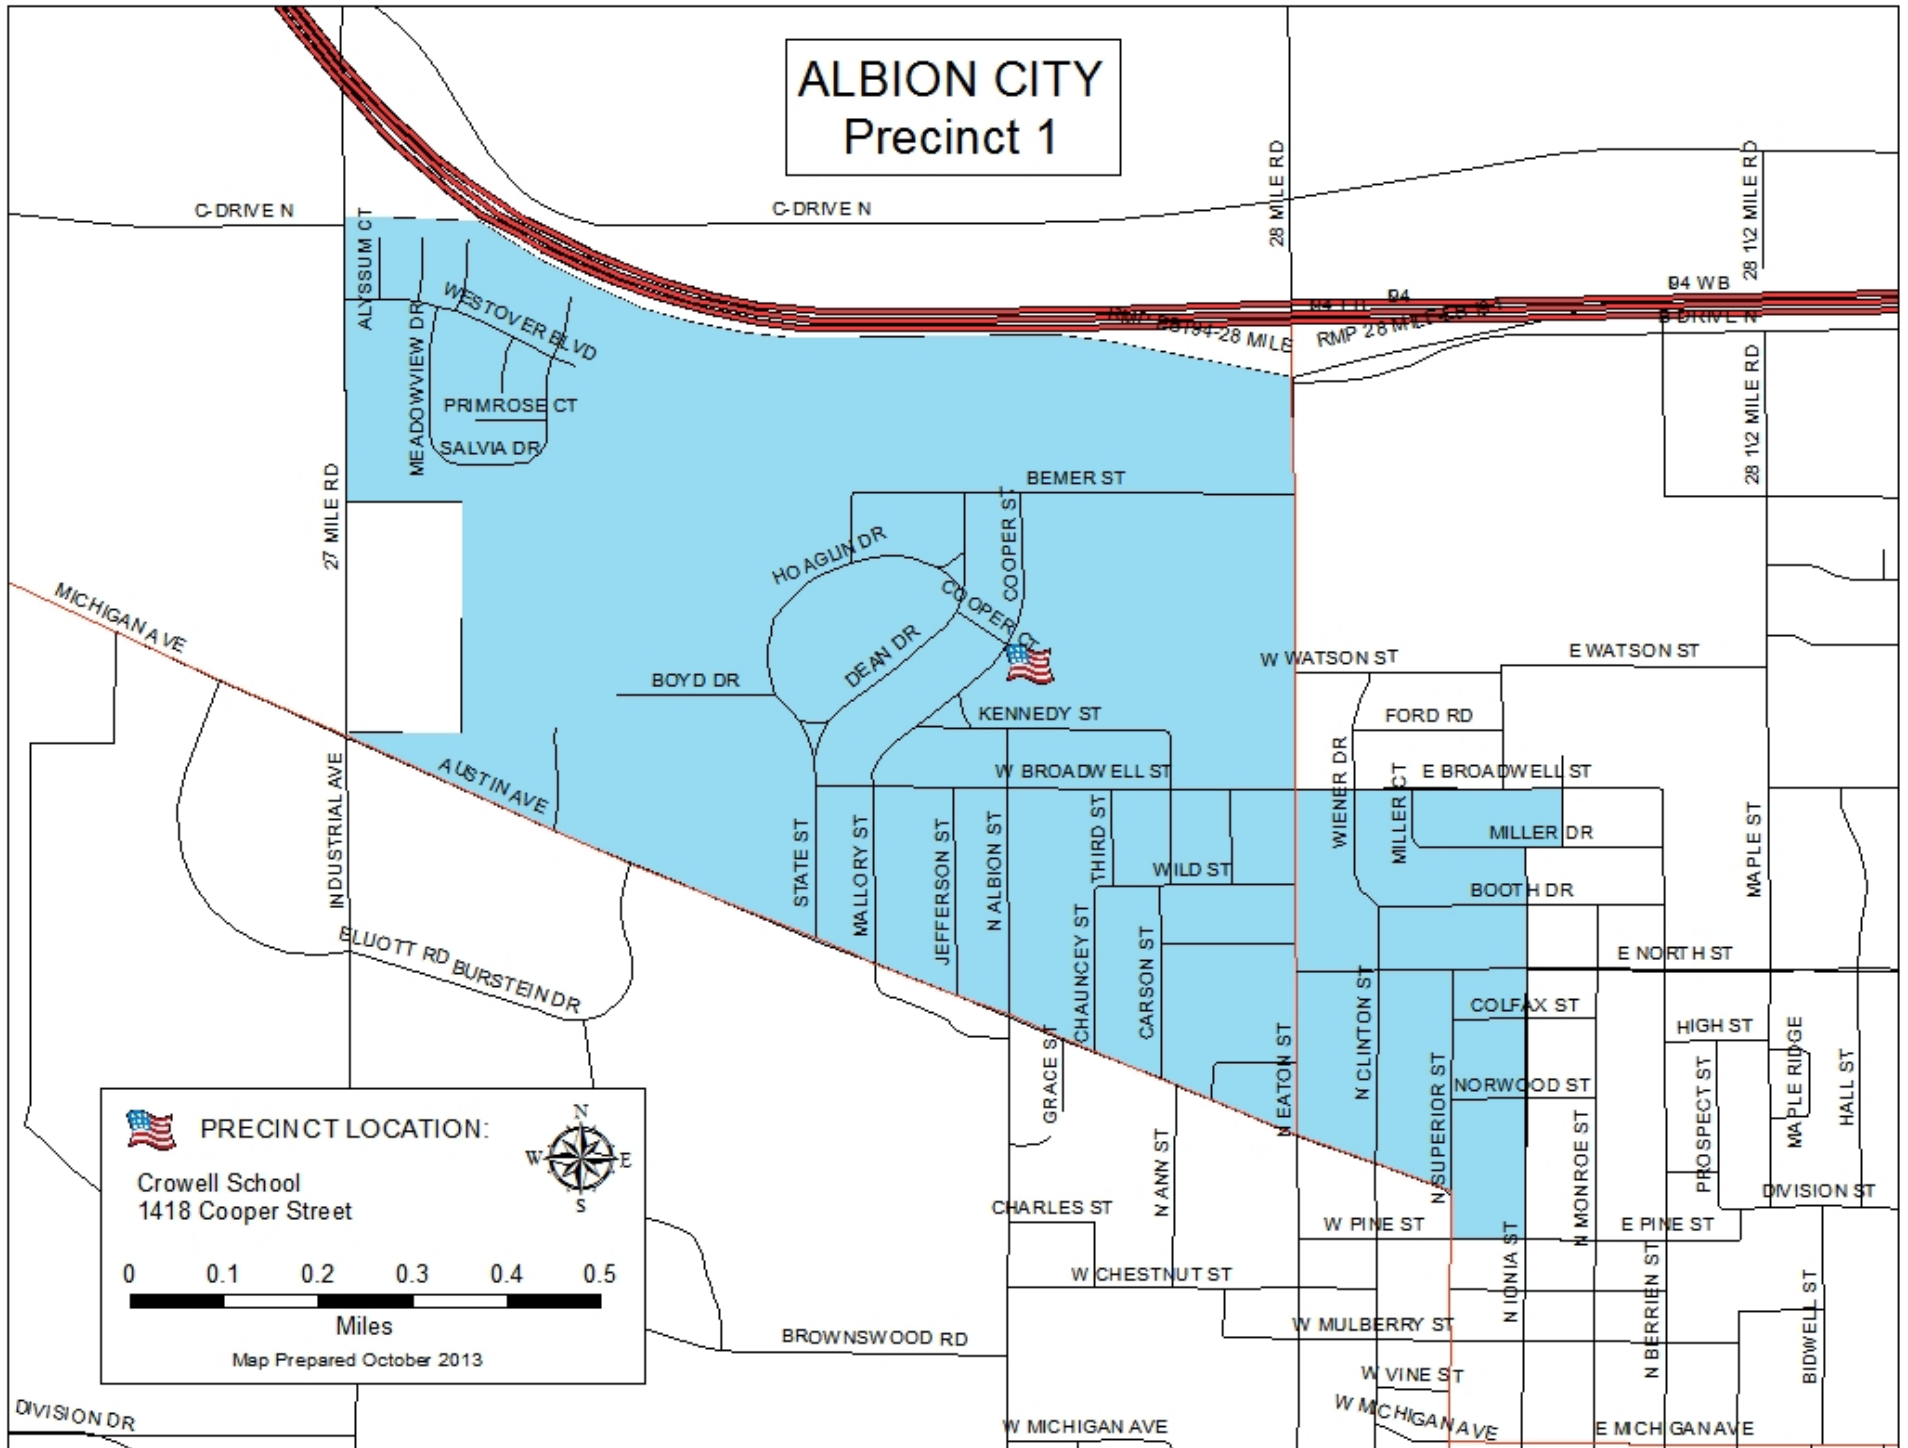 ALBION CITY
Precinct 1
28 MILE RD
28 1\2 MILE RD
C DRIVE N
C DRIVE N
ALYSSUM CT
94 WB
94
B DRIVE N
RMP 28 MILE-EB I94
WESTOVER BLVD
MEADOWVIEW DR
28 1\2 MILE RD
PRIMROSE CT
SALVIA DR
27 MILE RD
BEMER ST
COOPER ST
HOAGLIN DR
COOPER CT
MICHIGAN AVE
DEAN DR
W WATSON ST
E WATSON ST
BOYD DR
KENNEDY ST
FORD RD
WIENER DR
AUSTIN AVE
W BROADWELL ST
MILLER CT
E BROADWELL ST
INDUSTRIAL AVE
STATE ST
MALLORY ST
JEFFERSON ST
N ALBION ST
THIRD ST
MILLER DR
MAPLE ST
WILD ST
BOOTH DR
CHAUNCEY ST
CARSON ST
ELLIOTT RD
BURSTEIN DR
E NORTH ST
N CLINTON ST
COLFAX ST
HIGH ST
GRACE ST
N EATON ST
N SUPERIOR ST
NORWOOD ST
PROSPECT ST
MAPLE RIDGE
HALL ST
N ANN ST
N MONROE ST
DIVISION ST
CHARLES ST
W PINE ST
E PINE ST
W CHESTNUT ST
N IONIA ST
N BERRIEN ST
BIDWELL ST
W MULBERRY ST
BROWNSWOOD RD
W VINE ST
W MICHIGAN AVE
W MICHIGAN AVE
E MICHIGAN AVE
DIVISION DR
PRECINCT LOCATION:
N
W E
S
Crowell School
1418 Cooper Street
0 0.1 0.2 0.3 0.4 0.5
Miles
Map Prepared October 2013